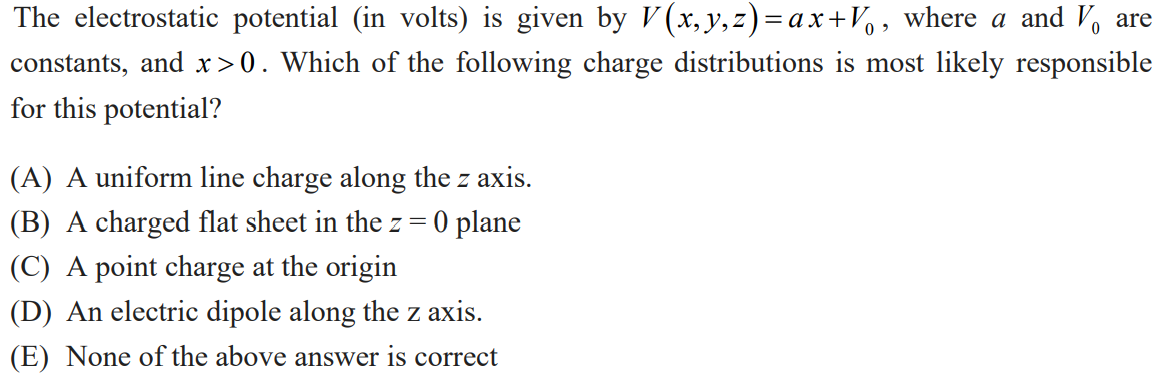 The electrostatic potential (in volts) is given by V(x,y,z)=ax+V₀, where a and V₀ are
constants, and x>0. Which of the following charge distributions is most likely responsible
for this potential?
(A) A uniform line charge along the z axis.
(B) A charged flat sheet in the z = 0 plane
(C) A point charge at the origin
(D) An electric dipole along the z axis.
(E) None of the above answer is correct